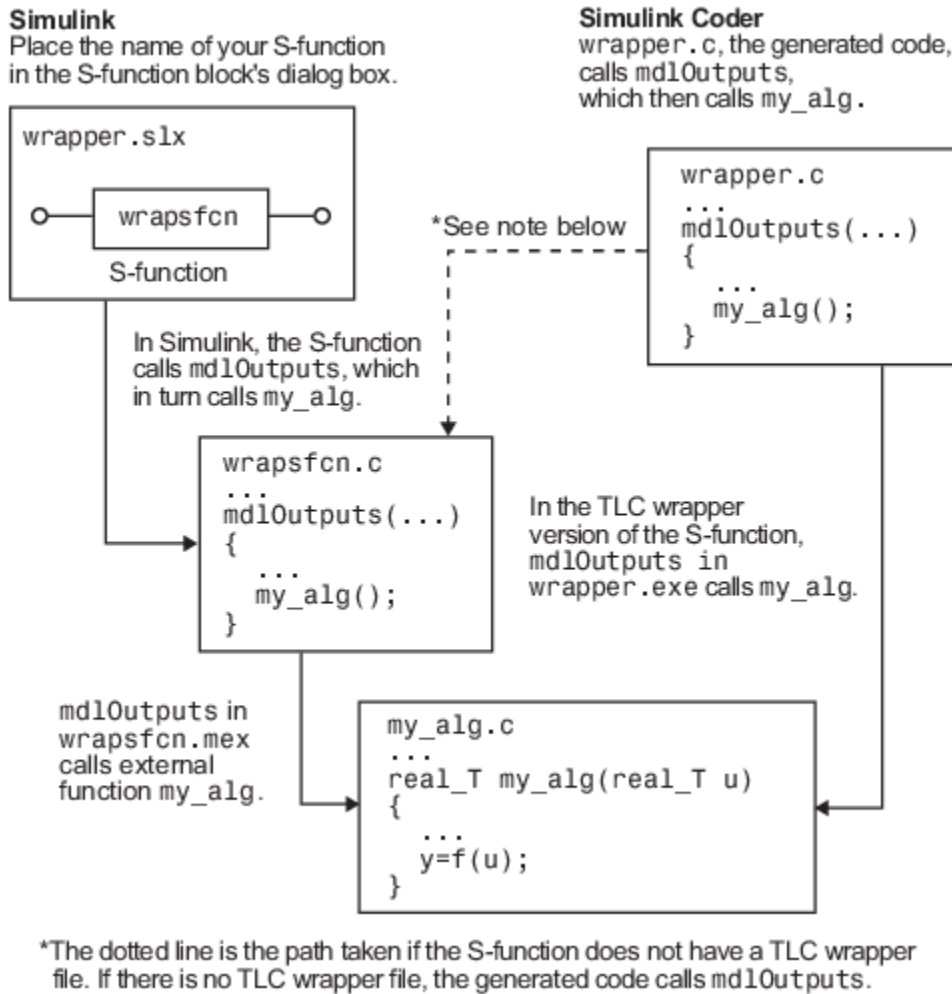 Simulink
Place the name of your S-function
in the S-function block's dialog box.
wrapper.slx
wrapsfcn
S-function
Simulink Coder
wrapper.c, the generated code,
calls mdlOutputs,
which then calls my_alg.
wrapper.c
...
mdlOutputs(...)
{
...
my_alg();
}
*See note below
In Simulink, the S-function
calls mdlOutputs, which
in turn calls my_alg.
wrapsfcn.c
...
mdlOutputs(...)
{
...
my_alg();
}
In the TLC wrapper
version of the S-function,
mdlOutputs in
wrapper.exe calls my_alg.
mdlOutputs in
wrapsfcn.mex
calls external
function my_alg.
my_alg.c
...
real_T my_alg(real_T u)
{
...
y=f(u);
}
*The dotted line is the path taken if the S-function does not have a TLC wrapper
file. If there is no TLC wrapper file, the generated code calls mdlOutputs.